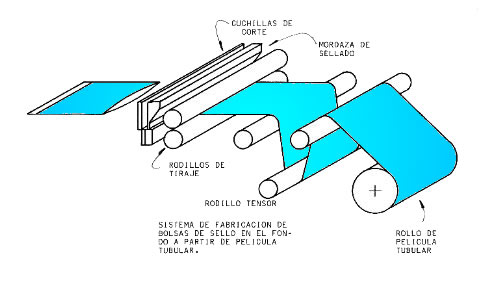 CUCHILLAS DE
CORTE
MORDAZA DE
SELLADO
RODILLOS DE
TIRAJE
RODILLO TENSOR
SISTEMA DE FABRICACION DE
BOLSAS DE SELLO EN EL FON-
DO A PARTIR DE PELICULA
TUBULAR.
ROLLO DE
PELICULA
TUBULAR